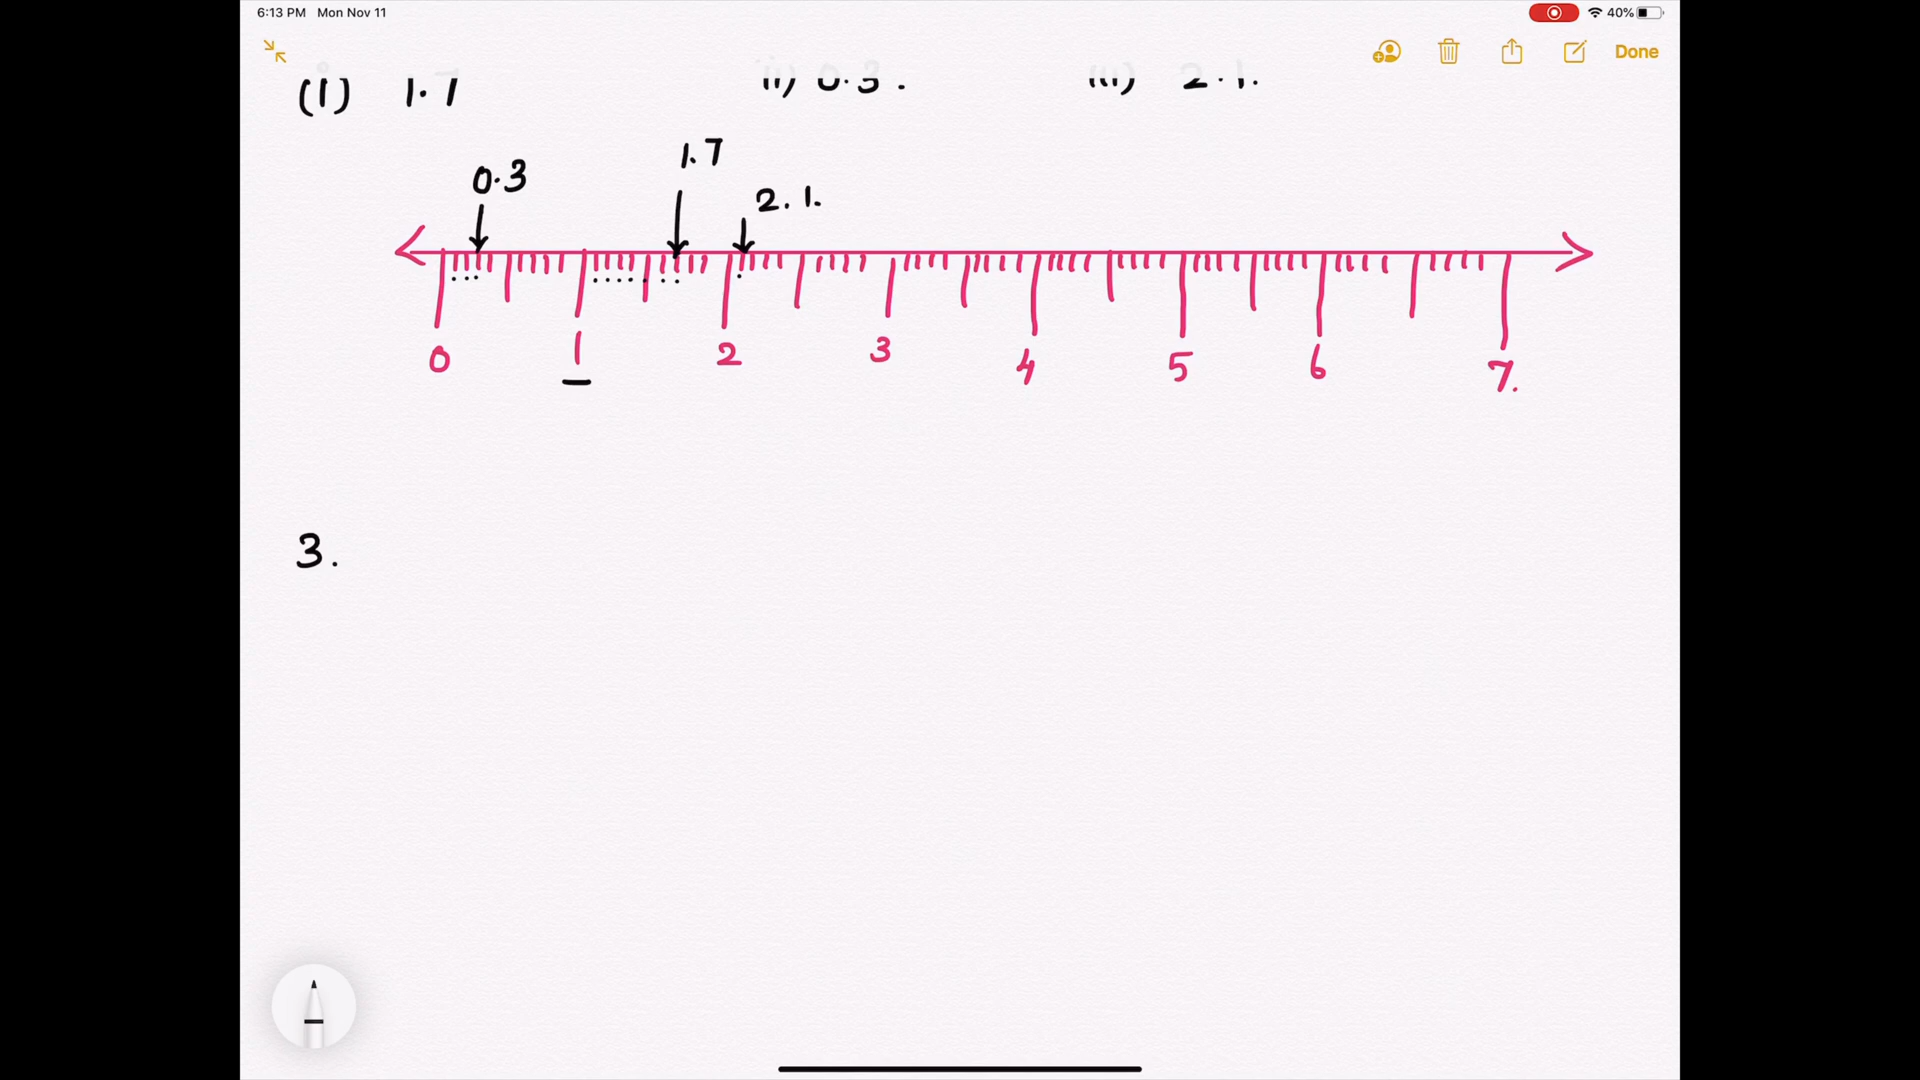 6:13 PM Mon Nov 11 40%
Done
(i) 1.7 ii) 0.3. (iii) 2.1.
1.7
0.3
2.1.
0 1 2 3 4 5 6 7.
3.